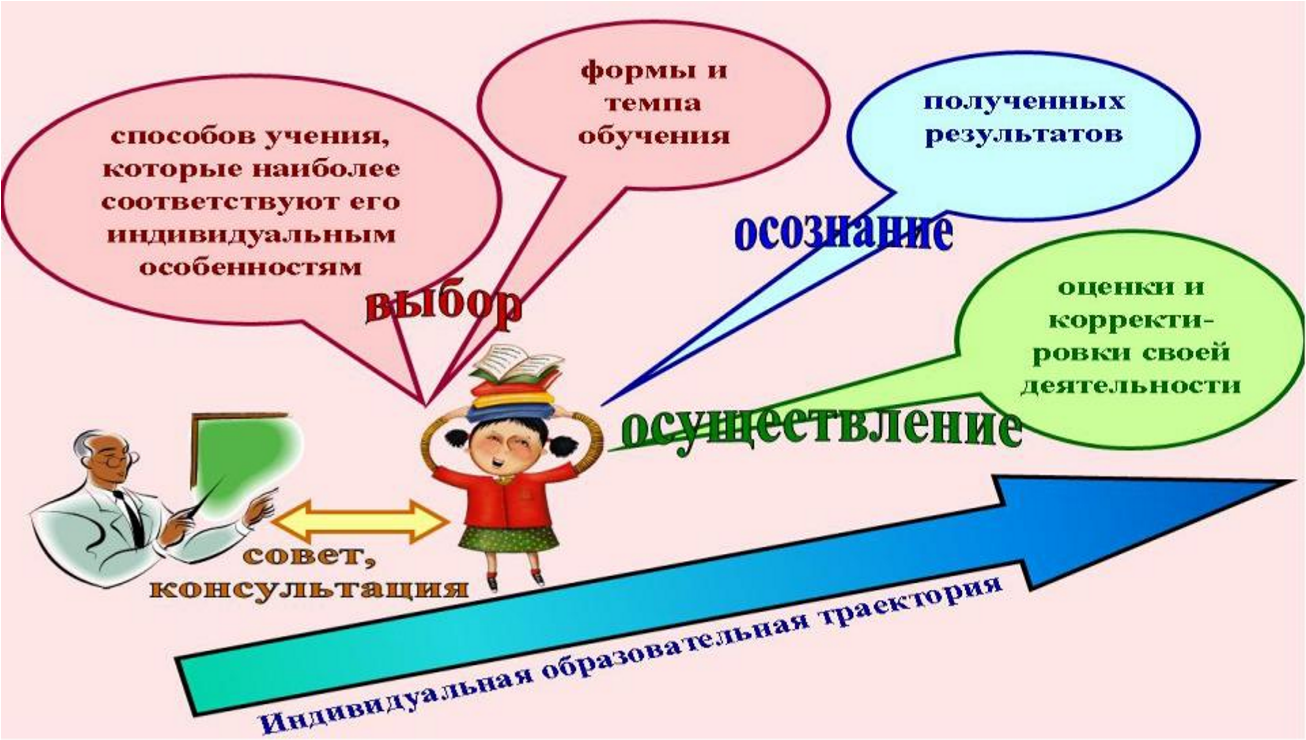 способов учения,
которые наиболее
соответствуют его
индивидуальным
особенностям
формы и
темпа
обучения
полученных
результатов
выбор
осознание
оценки и
корректи-
ровки своей
деятельности
осуществление
совет,
консультация
Индивидуальная образовательная траектория